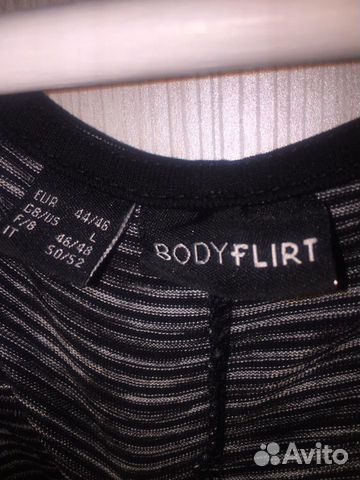 EUR 44/46
GB/US L
F/B 46/48
IT 50/52
BODYFLIRT
Avito